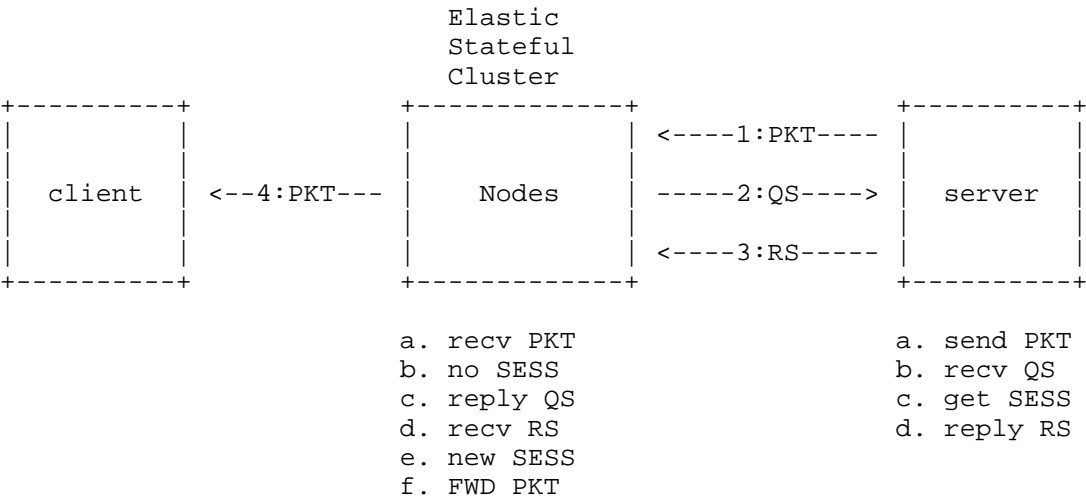 Elastic
Stateful
Cluster
<----1:PKT----
client <--4:PKT--- Nodes -----2:QS----> server
<----3:RS-----
a. recv PKT a. send PKT
b. no SESS b. recv QS
c. reply QS c. get SESS
d. recv RS d. reply RS
e. new SESS
f. FWD PKT